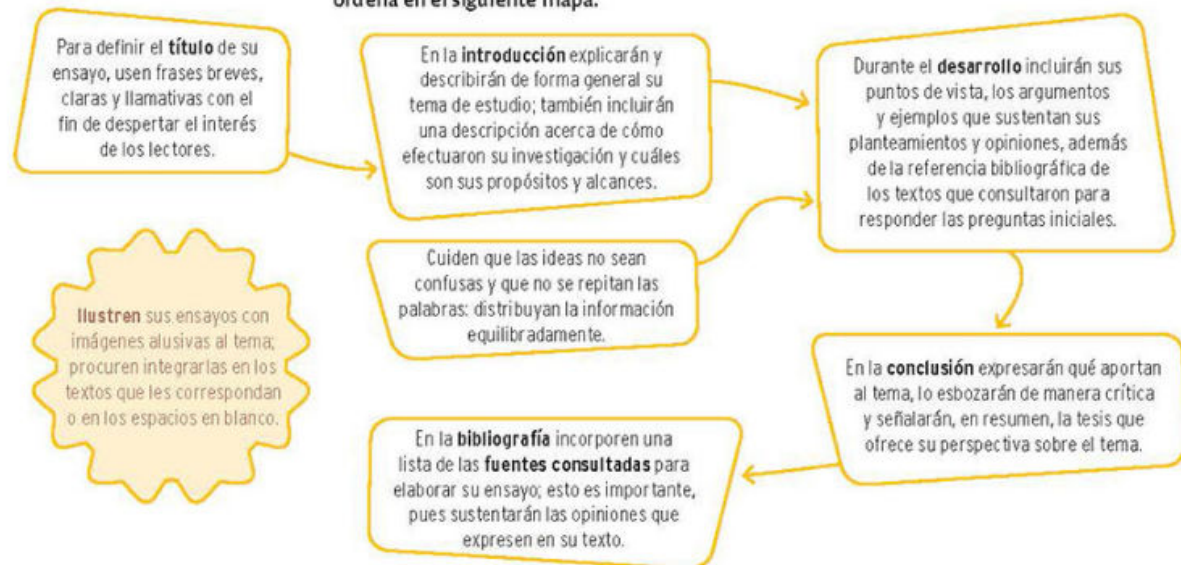 ordena en el siguiente mapa.
Para definir el título de su
ensayo, usen frases breves,
claras y llamativas con el
fin de despertar el interés
de los lectores.
En la introducción explicarán y
describirán de forma general su
tema de estudio; también incluirán
una descripción acerca de cómo
efectuaron su investigación y cuáles
son sus propósitos y alcances.
Durante el desarrollo incluirán sus
puntos de vista, los argumentos
y ejemplos que sustentan sus
planteamientos y opiniones, además
de la referencia bibliográfica de
los textos que consultaron para
responder las preguntas iniciales.
Cuiden que las ideas no sean
confusas y que no se repitan las
palabras: distribuyan la información
equilibradamente.
Ilustren sus ensayos con
imágenes alusivas al tema;
procuren integrarlas en los
textos que les correspondan
o en los espacios en blanco.
En la conclusión expresarán qué aportan
al tema, lo esbozarán de manera crítica
y señalarán, en resumen, la tesis que
ofrece su perspectiva sobre el tema.
En la bibliografía incorporen una
lista de las fuentes consultadas para
elaborar su ensayo; esto es importante,
pues sustentarán las opiniones que
expresen en su texto.